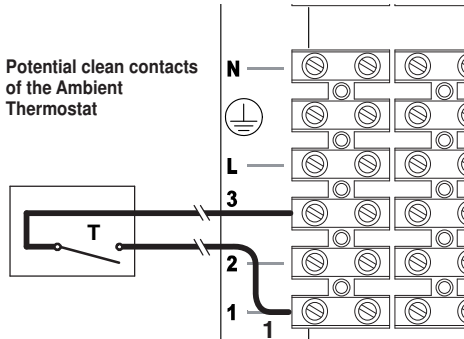 Potential clean contacts
of the Ambient
Thermostat
N
L
3
T
2
1
1